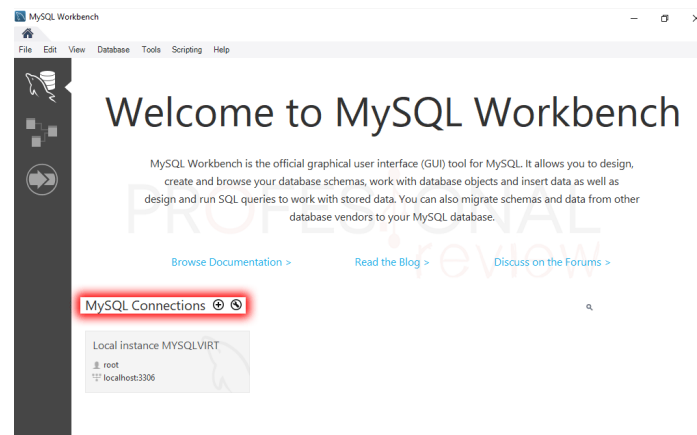 MySQL Workbench
File Edit View Database Tools Scripting Help
Welcome to MySQL Workbench
MySQL Workbench is the official graphical user interface (GUI) tool for MySQL. It allows you to design,
create and browse your database schemas, work with database objects and insert data as well as
design and run SQL queries to work with stored data. You can also migrate schemas and data from other
database vendors to your MySQL database.
PROFESIONAL
review
Browse Documentation > Read the Blog > Discuss on the Forums >
MySQL Connections
Local instance MYSQLVIRT
root
localhost:3306